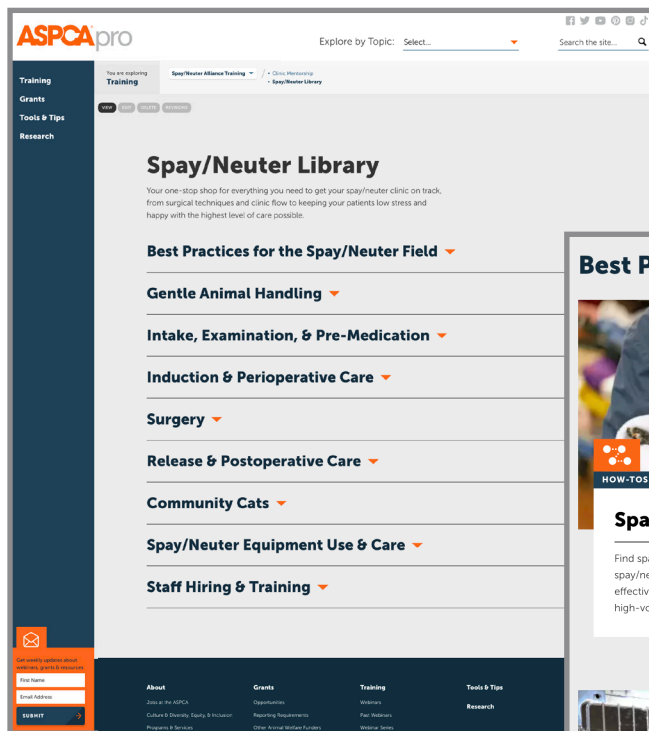 ASPCApro
Explore by Topic: Select...
Search the site...
Training
Grants
Tools & Tips
Research
You are exploring
Training
Spay/Neuter Alliance Training
/ • Clinic Mentorship
• Spay/Neuter Library
VIEW EDIT DELETE REVISIONS
Spay/Neuter Library
Your one-stop shop for everything you need to get your spay/neuter clinic on track,
from surgical techniques and clinic flow to keeping your patients low stress and
happy with the highest level of care possible.
Best Practices for the Spay/Neuter Field
Gentle Animal Handling
Intake, Examination, & Pre-Medication
Induction & Perioperative Care
Surgery
Release & Postoperative Care
Community Cats
Spay/Neuter Equipment Use & Care
Staff Hiring & Training
Best P
HOW-TOS
Spa
Find spa
spay/ne
effectiv
high-vo
Get weekly updates about
webinars, grants & resources
First Name
Email Address
SUBMIT
About
Jobs at the ASPCA
Culture & Diversity, Equity, & Inclusion
Programs & Services
Grants
Opportunities
Reporting Requirements
Other Animal Welfare Funders
Training
Webinars
Past Webinars
Webinar Series
Tools & Tips
Research